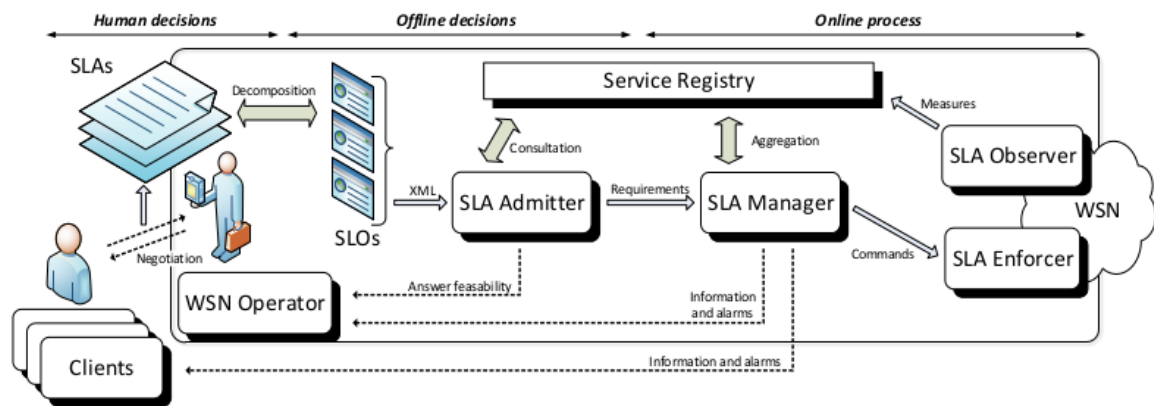 Human decisions
Offline decisions
Online process
SLAs
Decomposition
Service Registry
Measures
Consultation
Aggregation
SLA Observer
XML
SLA Admitter
Requirements
SLA Manager
WSN
SLOs
Negotiation
Commands
SLA Enforcer
WSN Operator
Answer feasability
Information
and alarms
Clients
Information and alarms